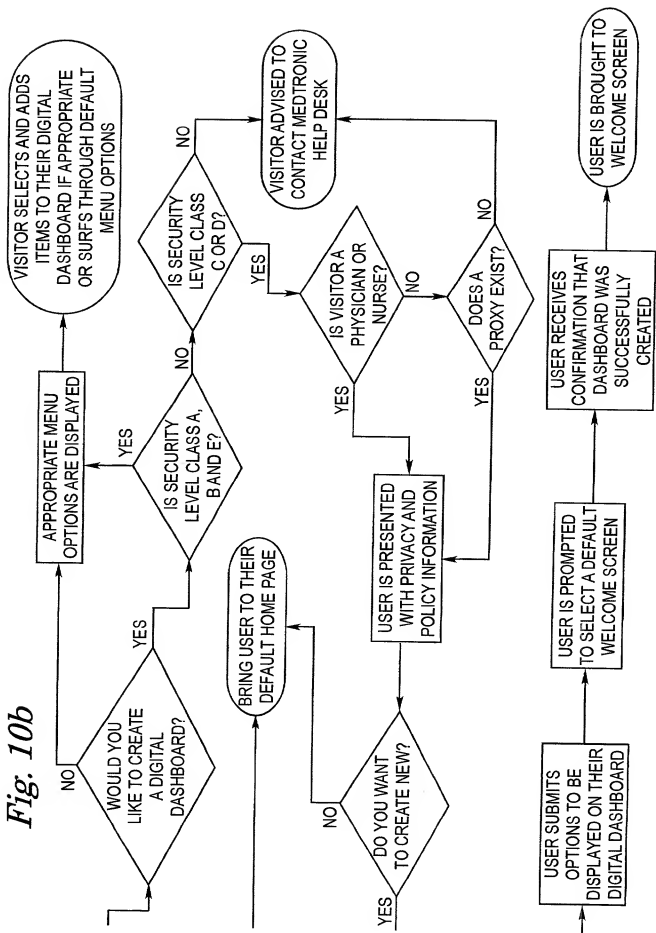 Fig. 10b
WOULD YOU
LIKE TO CREATE
A DIGITAL
DASHBOARD?
NO
YES
APPROPRIATE MENU
OPTIONS ARE DISPLAYED
VISITOR SELECTS AND ADDS
ITEMS TO THEIR DIGITAL
DASHBOARD IF APPROPRIATE
OR SURFS THROUGH DEFAULT
MENU OPTIONS
IS SECURITY
LEVEL CLASS A,
B AND E?
YES
NO
IS SECURITY
LEVEL CLASS
C OR D?
NO
YES
VISITOR ADVISED TO
CONTACT MEDTRONIC
HELP DESK
BRING USER TO THEIR
DEFAULT HOME PAGE
IS VISITOR A
PHYSICIAN OR
NURSE?
YES
NO
DO YOU WANT
TO CREATE NEW?
NO
YES
USER IS PRESENTED
WITH PRIVACY AND
POLICY INFORMATION
DOES A
PROXY EXIST?
YES
NO
USER SUBMITS
OPTIONS TO BE
DISPLAYED ON THEIR
DIGITAL DASHBOARD
USER IS PROMPTED
TO SELECT A DEFAULT
WELCOME SCREEN
USER RECEIVES
CONFIRMATION THAT
DASHBOARD WAS
SUCCESSFULLY
CREATED
USER IS BROUGHT TO
WELCOME SCREEN